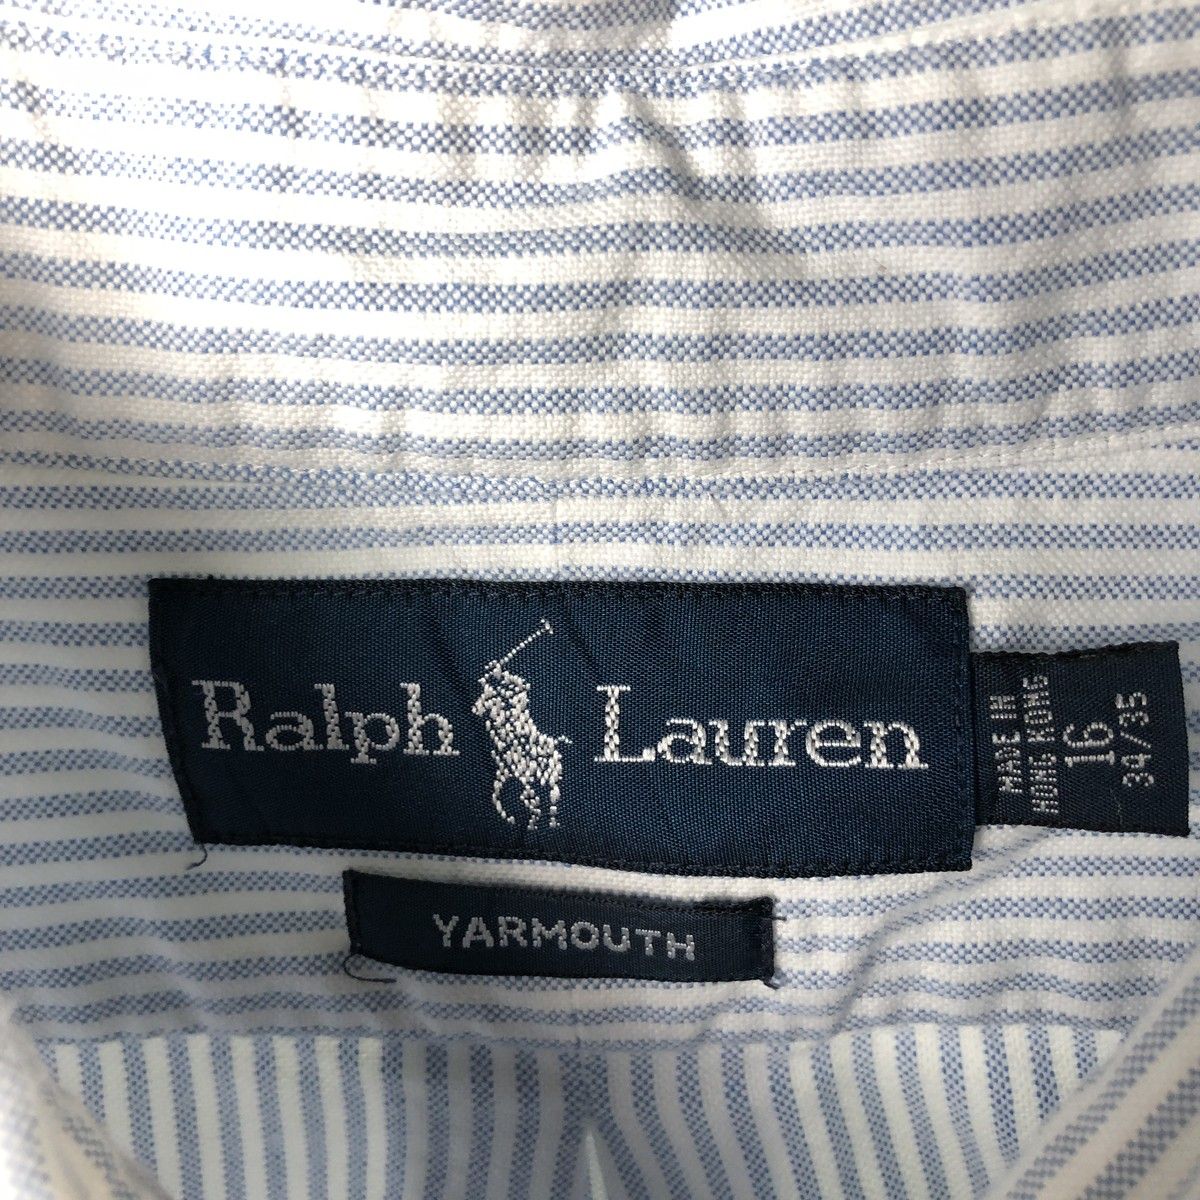 Ralph Lauren
MADE IN
HONG KONG
16
34/35
YARMOUTH